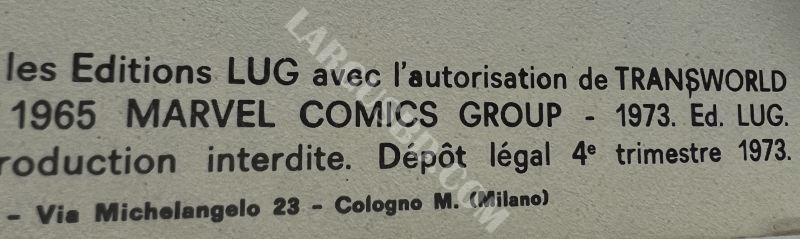 les Editions LUG avec l'autorisation de TRANSWORLD
1965 MARVEL COMICS GROUP - 1973. Ed. LUG.
roduction interdite. Dépôt légal 4e trimestre 1973.
- Via Michelangelo 23 - Cologno M. (Milano)